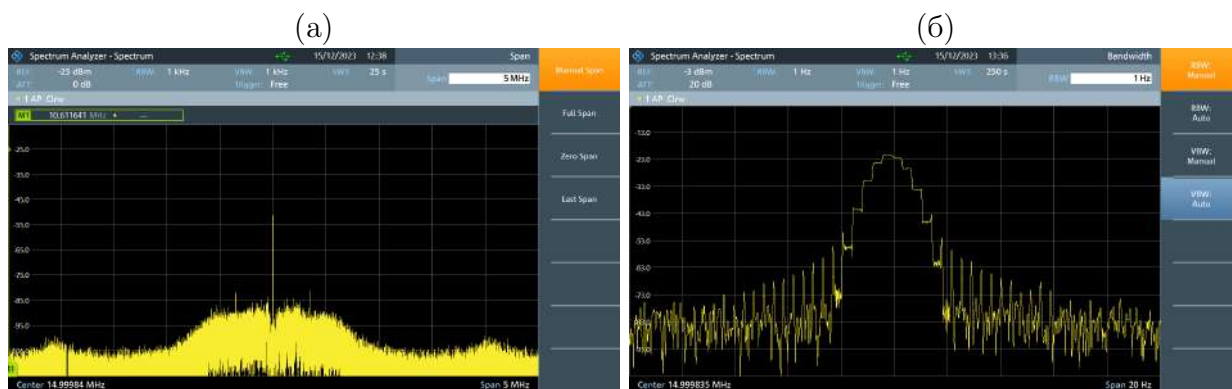 (а)
Spectrum Analyzer - Spectrum 15/12/2023 12:38 Span
REF: -25 dBm RBW: 1 kHz VBW: 1 kHz SWT: 25 s
ATT: 0 dB Trigger: Free
Span 5 MHz
1 AP Clrw
M1 10.611641 MHz
-25.0
-35.0
-45.0
-55.0
-65.0
-75.0
-85.0
-95.0
Center 14.99984 MHz Span 5 MHz
Manual Span
Full Span
Zero Span
Last Span
(б)
Spectrum Analyzer - Spectrum 15/12/2023 13:36 Bandwidth
REF: -3 dBm RBW: 1 Hz VBW: 1 Hz SWT: 250 s
ATT: 20 dB Trigger: Free
RBW 1 Hz
1 AP Clrw
-13.0
-23.0
-33.0
-43.0
-53.0
-63.0
-73.0
Center 14.999835 MHz Span 20 Hz
RBW:
Manual
RBW:
Auto
VBW:
Manual
VBW:
Auto